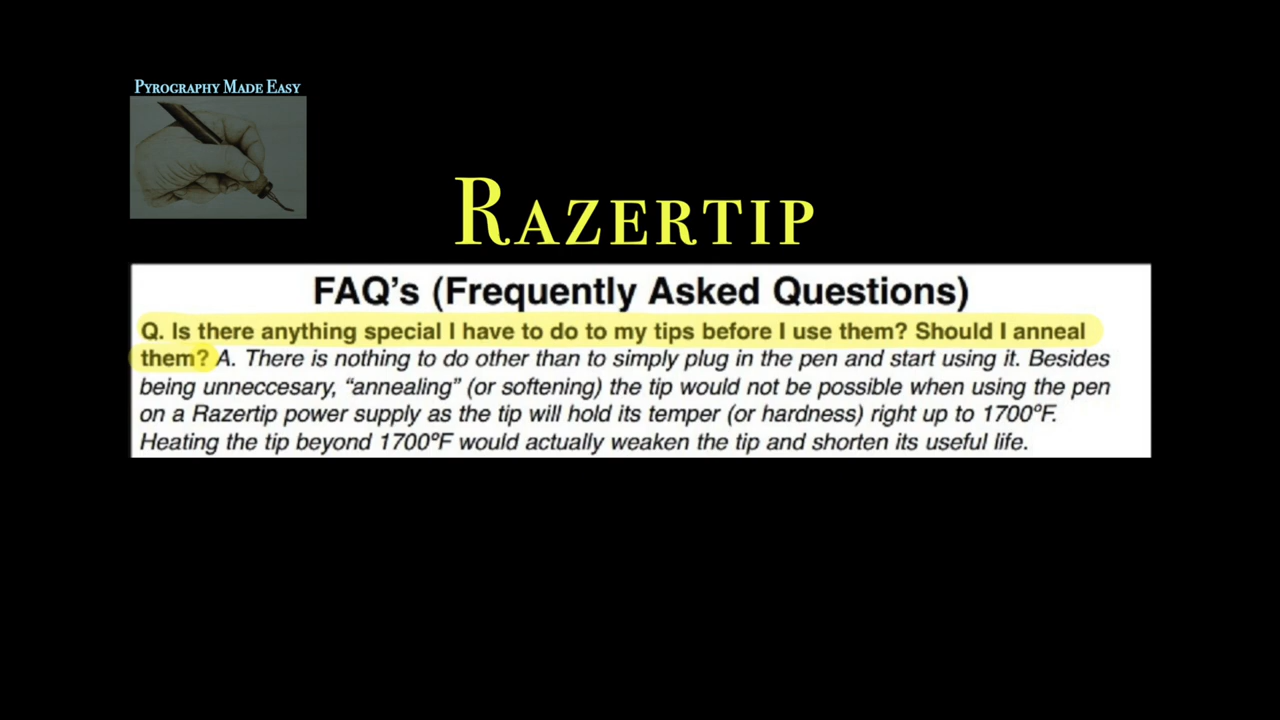 Pyrography Made Easy
Razertip
FAQ's (Frequently Asked Questions)
Q. Is there anything special I have to do to my tips before I use them? Should I anneal
them? A. There is nothing to do other than to simply plug in the pen and start using it. Besides
being unneccesary, “annealing” (or softening) the tip would not be possible when using the pen
on a Razertip power supply as the tip will hold its temper (or hardness) right up to 1700ºF.
Heating the tip beyond 1700ºF would actually weaken the tip and shorten its useful life.